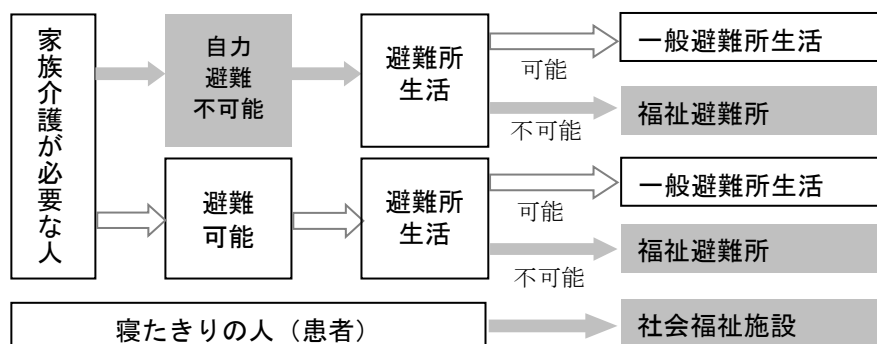 家族介護が必要な人
自力
避難
不可能
避難所
生活
可能
一般避難所生活
不可能
福祉避難所
避難
可能
避難所
生活
可能
一般避難所生活
不可能
福祉避難所
寝たきりの人（患者）
社会福祉施設